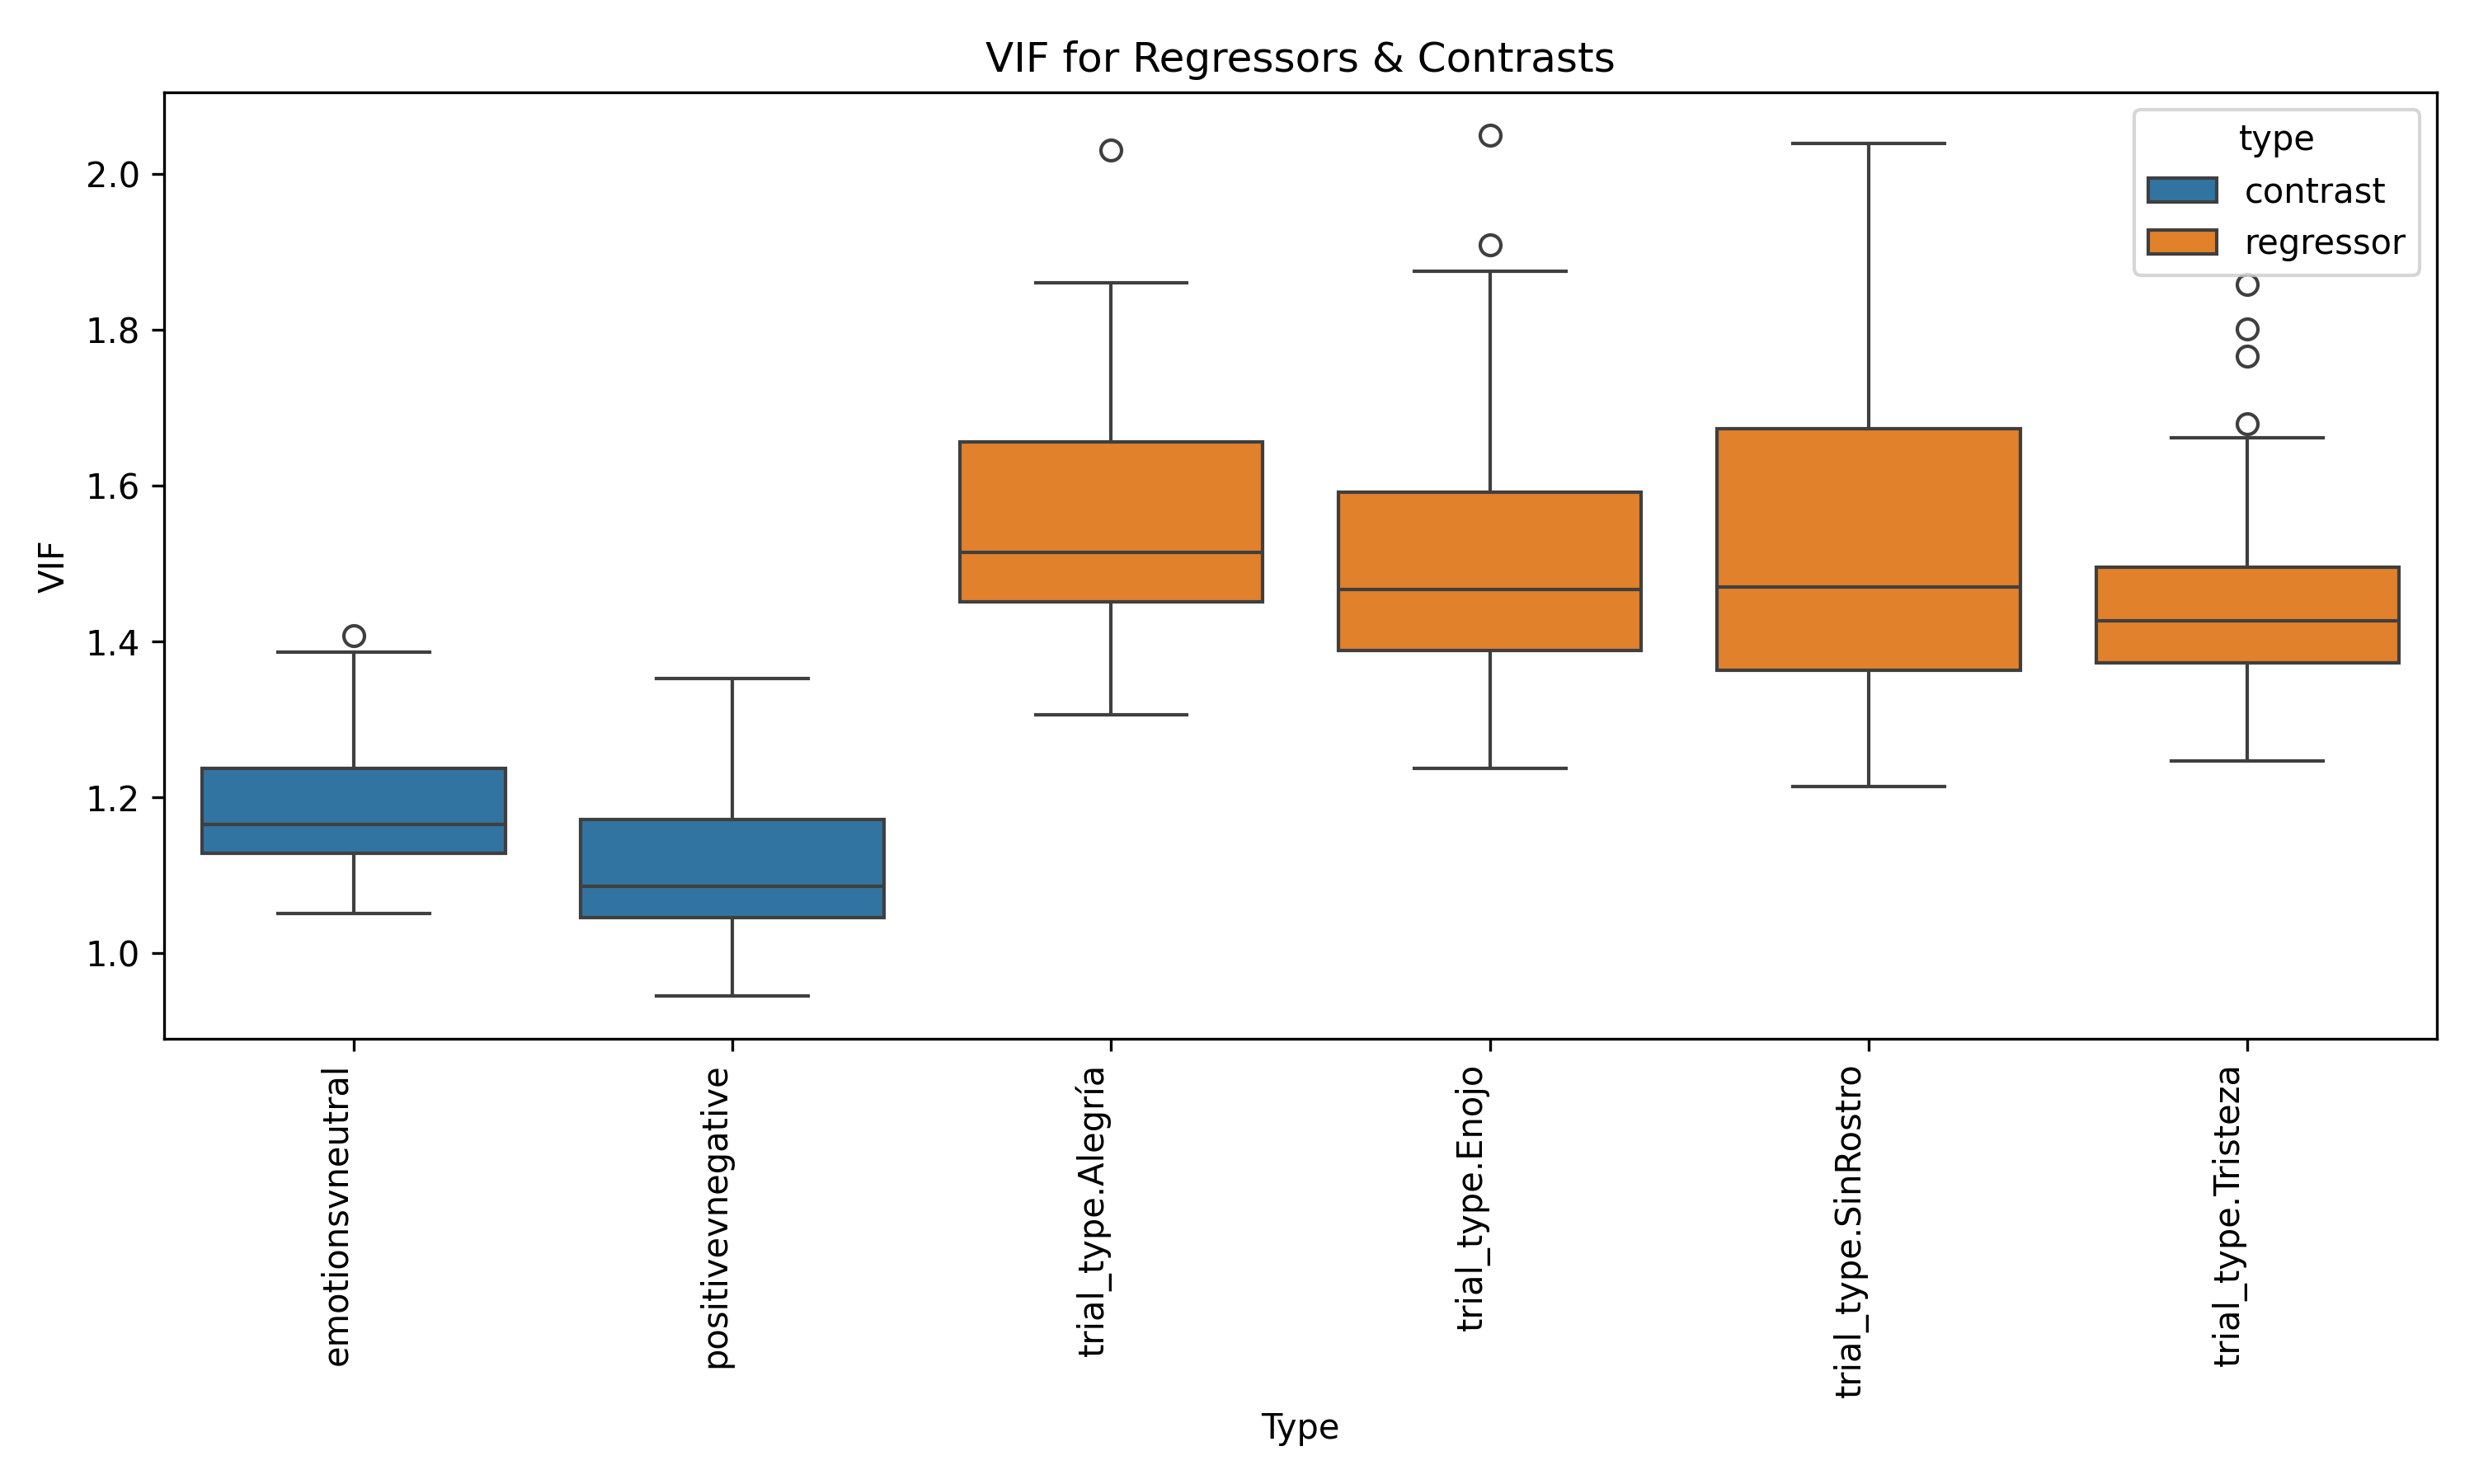 VIF for Regressors & Contrasts
type
contrast
regressor
VIF
2.0
1.8
1.6
1.4
1.2
1.0
emotionsvneutral
positivevnegative
trial_type.Alegría
trial_type.Enojo
trial_type.SinRostro
trial_type.Tristeza
Type